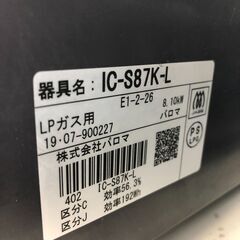 器具名：IC-S87K-L
E1-2-26 8.10kW
LPガス用 パロマ
19·07-900227
株式会社パロマ
PS
LPG
402 IC-S87K-L
区分C 効率56.3%
区分J 効率192Wh